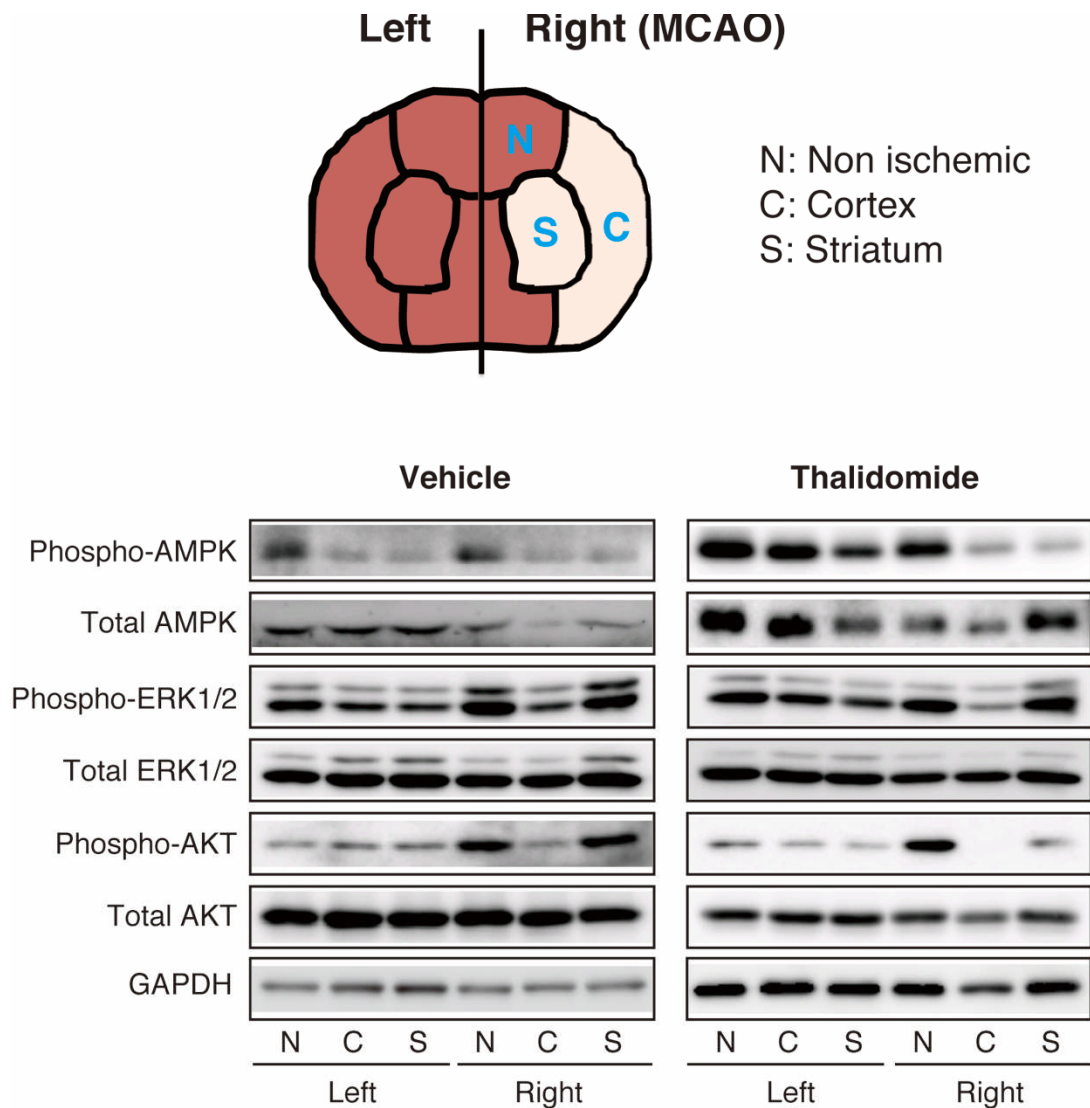 Left Right (MCAO)
N
S C
N: Non ischemic
C: Cortex
S: Striatum
Vehicle Thalidomide
Phospho-AMPK
Total AMPK
Phospho-ERK1/2
Total ERK1/2
Phospho-AKT
Total AKT
GAPDH
N C S N C S N C S N C S
Left Right Left Right